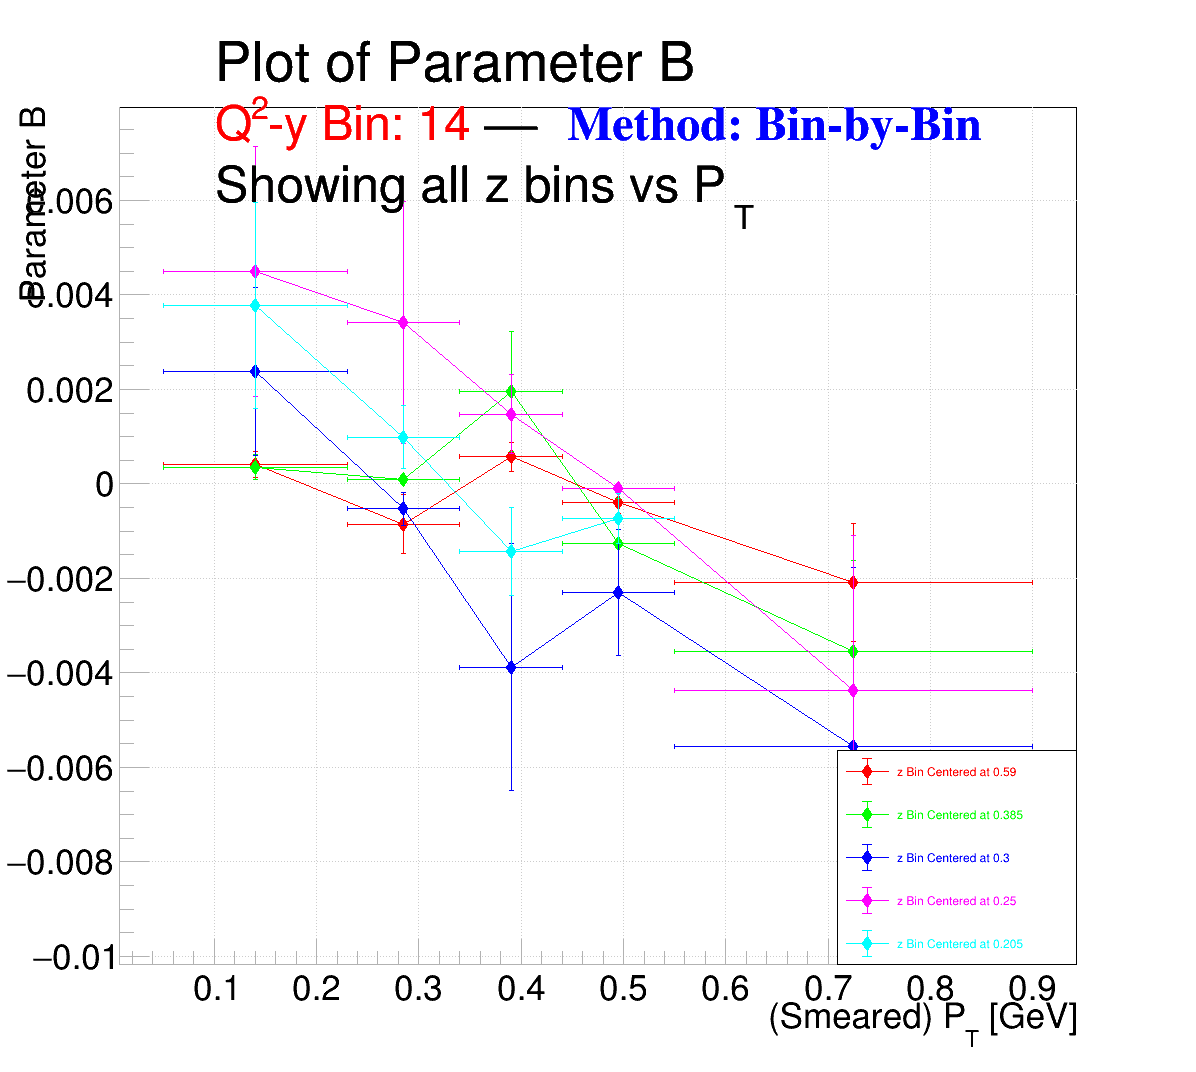 Plot of Parameter B
Q²-y Bin: 14 — Method: Bin-by-Bin
Showing all z bins vs P_T
Parameter B
0.006
0.004
0.002
0
−0.002
−0.004
−0.006
−0.008
−0.01
z Bin Centered at 0.59
z Bin Centered at 0.385
z Bin Centered at 0.3
z Bin Centered at 0.25
z Bin Centered at 0.205
0.1 0.2 0.3 0.4 0.5 0.6 0.7 0.8 0.9
(Smeared) P_T [GeV]